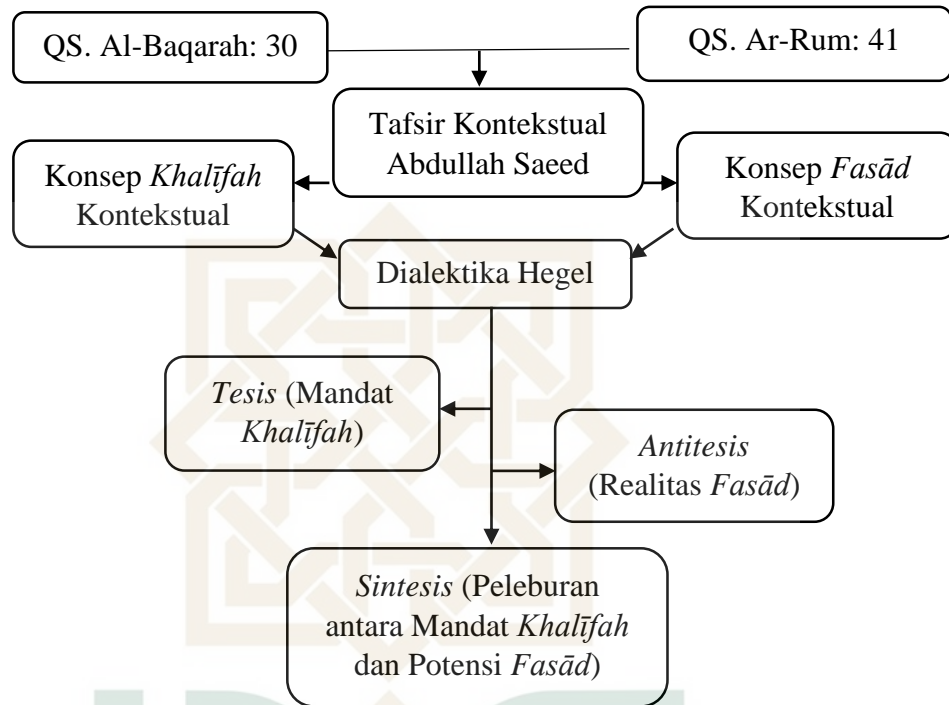 QS. Al-Baqarah: 30
QS. Ar-Rum: 41
Tafsir Kontekstual
Abdullah Saeed
Konsep Khalīfah
Kontekstual
Konsep Fasād
Kontekstual
Dialektika Hegel
Tesis (Mandat
Khalīfah)
Antitesis
(Realitas Fasād)
Sintesis (Peleburan
antara Mandat Khalīfah
dan Potensi Fasād)